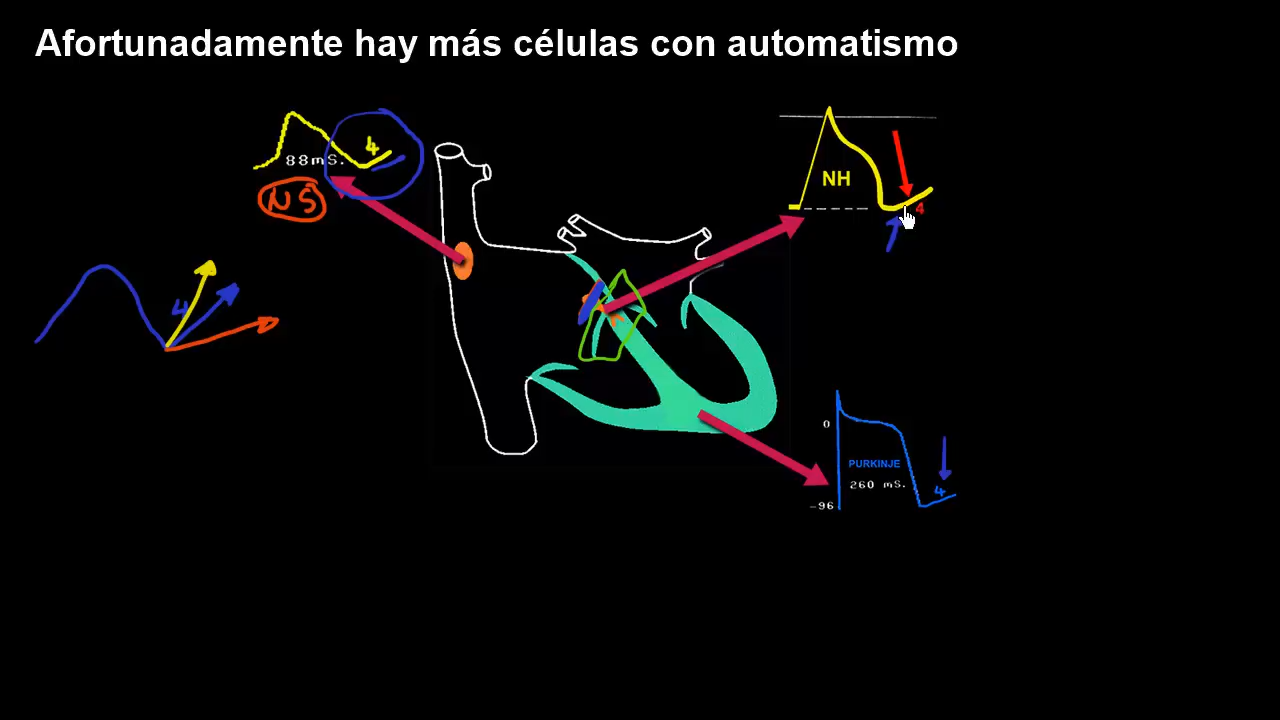 Afortunadamente hay más células con automatismo
4
88mS.
NS
4
NH
4
0
PURKINJE
260 mS.
4
-96